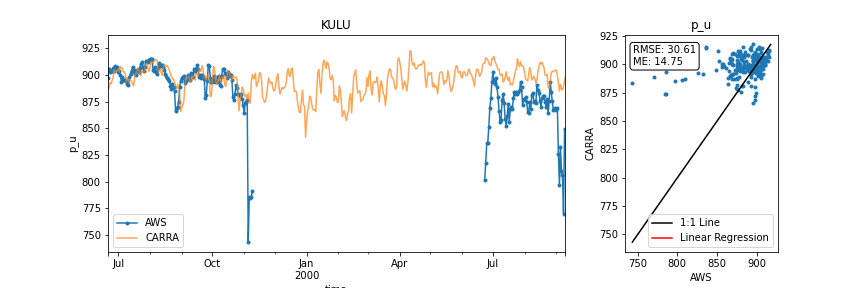 KULU
p_u
925
900
875
850
825
800
775
750
p_u
AWS
CARRA
Jul
Oct
Jan
2000
Apr
Jul
p_u
925
900
875
850
825
800
775
750
CARRA
RMSE: 30.61
ME: 14.75
1:1 Line
Linear Regression
750
800
850
900
AWS